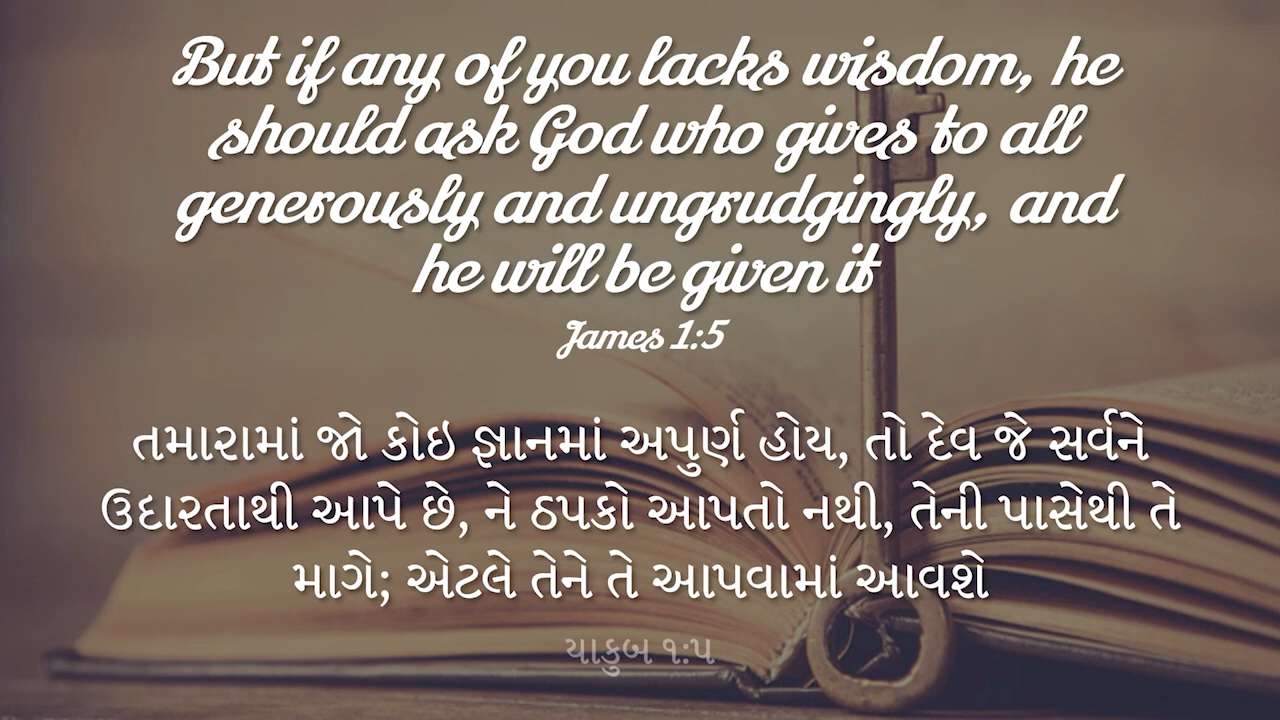 But if any of you lacks wisdom, he
should ask God who gives to all
generously and ungrudgingly, and
he will be given it
James 1:5
તમારામાં જો કોઇ જ્ઞાનમાં અપુર્ણ હોય, તો દેવ જે સર્વને
ઉદારતાથી આપે છે, ને ઠપકો આપતો નથી, તેની પાસેથી તે
માગે; એટલે તેને તે આપવામાં આવશે
યાકુબ ૧:૫